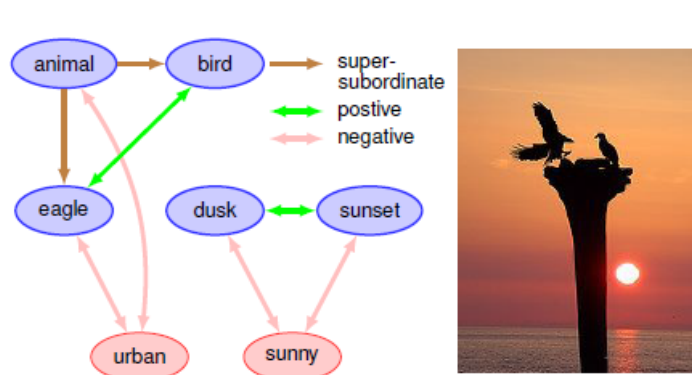 animal
bird
super-
subordinate
postive
negative
eagle
dusk
sunset
urban
sunny